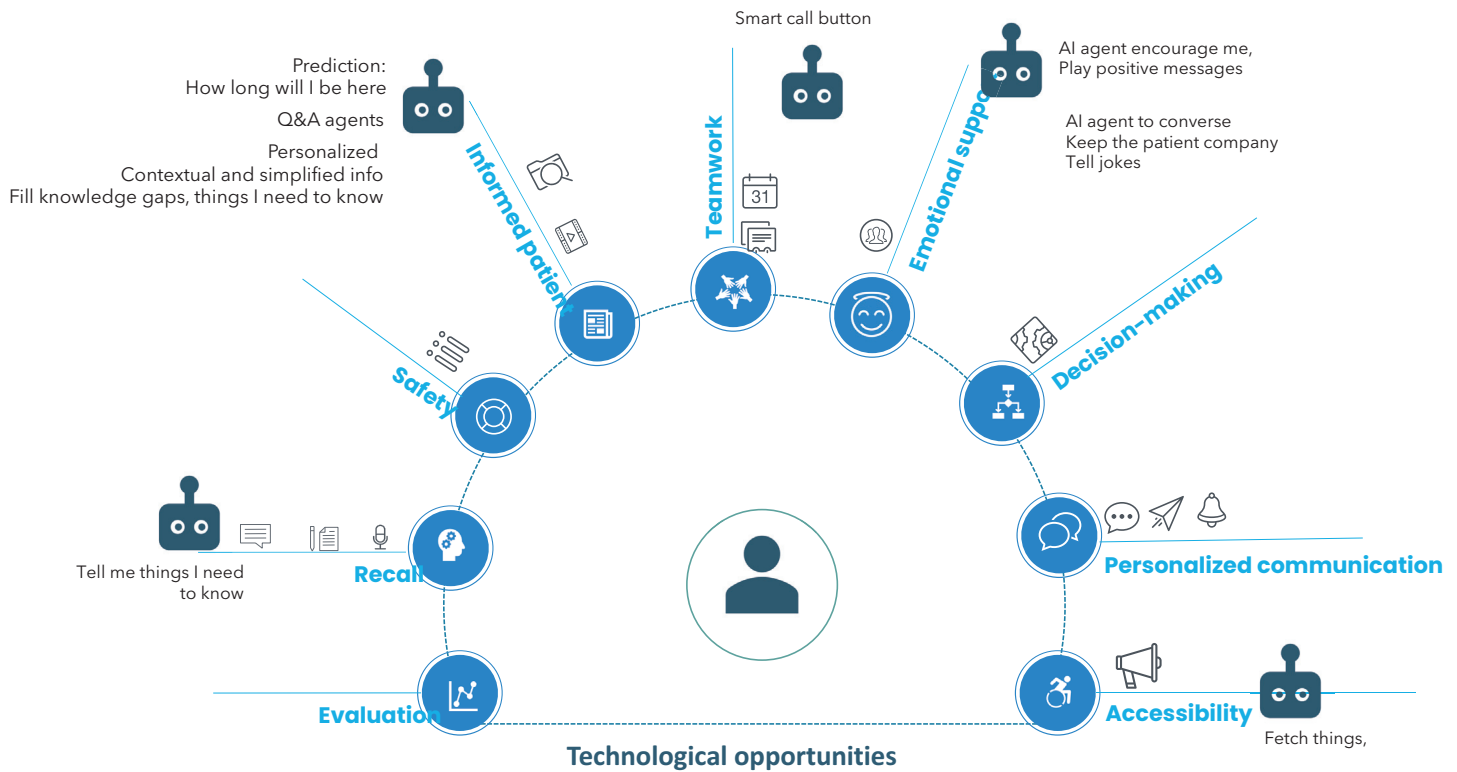 Smart call button
AI agent encourage me,
Play positive messages
Prediction:
How long will I be here
Q&A agents
Personalized
Contextual and simplified info
Fill knowledge gaps, things I need to know
AI agent to converse
Keep the patient company
Tell jokes
Informed patient
Teamwork
31
Emotional suppo
Safety
Decision-making
Recall
Tell me things I need
to know
Personalized communication
Evaluation
Accessibility
Fetch things,
Technological opportunities